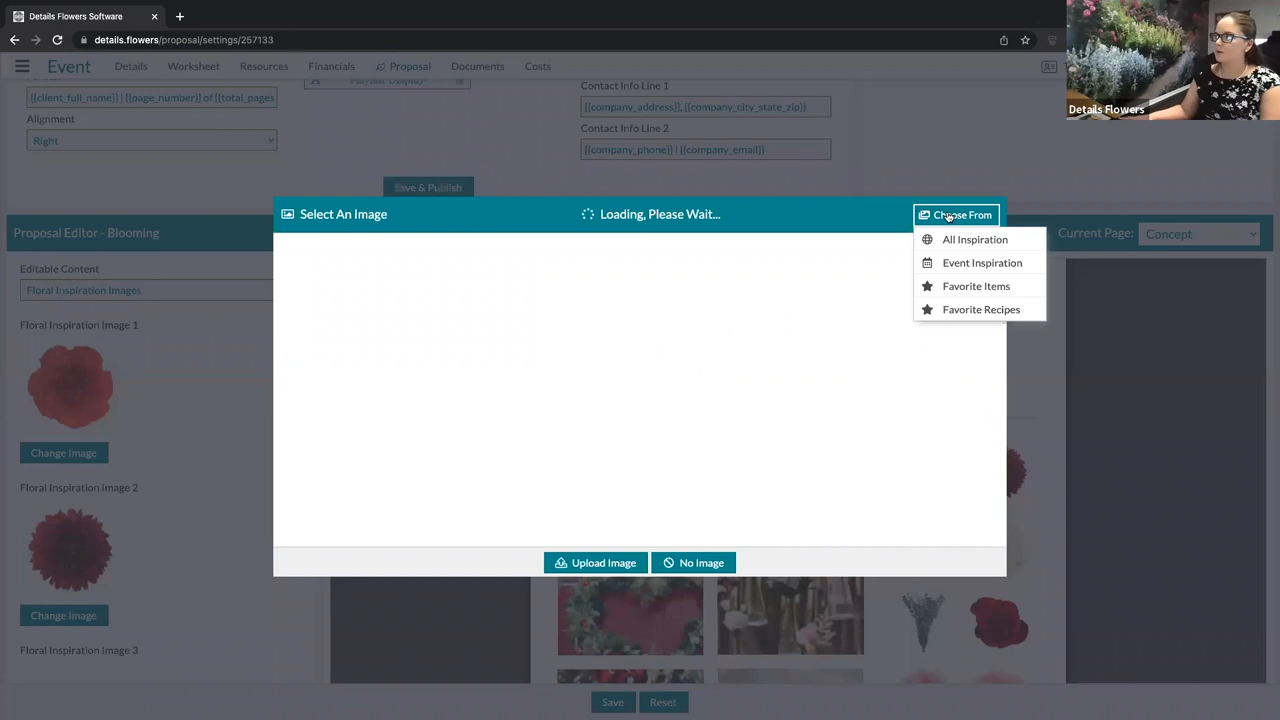 Details Flowers Software
details.flowers/proposal/settings/257133
Event
Details
Worksheet
Resources
Financials
Proposal
Documents
Costs
Details Flowers
{{client_full_name}} | {{page_number}} of {{total_pages
Alignment
Right
Contact Info Line 1
{{company_address}}, {{company_city_state_zip}}
Contact Info Line 2
{{company_phone}} | {{company_email}}
Save & Publish
Select An Image
Loading, Please Wait...
Choose From
All Inspiration
Event Inspiration
Favorite Items
Favorite Recipes
Proposal Editor - Blooming
Current Page:
Concept
Editable Content
Floral Inspiration Images
Floral Inspiration Image 1
Change Image
Floral Inspiration Image 2
Change Image
Floral Inspiration Image 3
Upload Image
No Image
Save
Reset